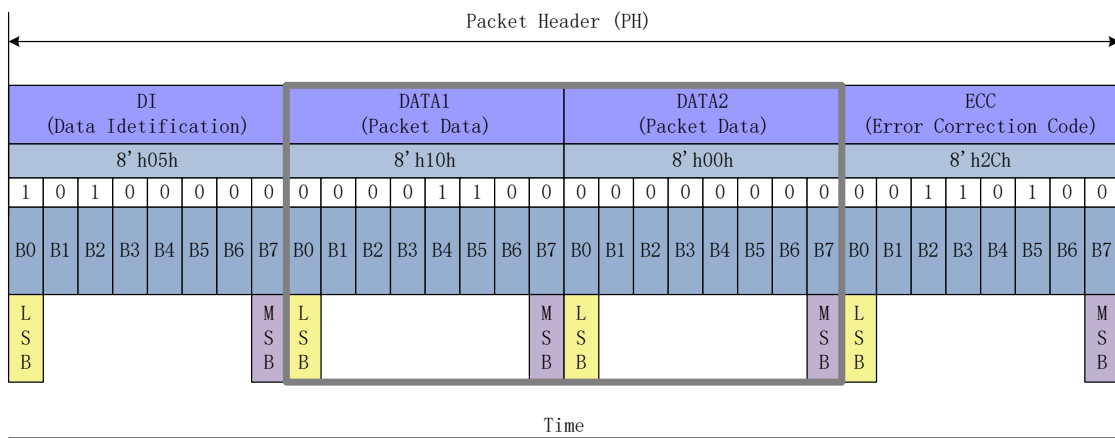 Packet Header (PH)
DI DATA1 DATA2 ECC
(Data Idetification) (Packet Data) (Packet Data) (Error Correction Code)
8'h05h 8'h10h 8'h00h 8'h2Ch
1 0 1 0 0 0 0 0 0 0 0 0 1 1 0 0 0 0 0 0 0 0 0 0 0 0 1 1 0 1 0 0
B0 B1 B2 B3 B4 B5 B6 B7 B0 B1 B2 B3 B4 B5 B6 B7 B0 B1 B2 B3 B4 B5 B6 B7 B0 B1 B2 B3 B4 B5 B6 B7
L M L M L M L M
S S S S S S S S
B B B B B B B B
Time